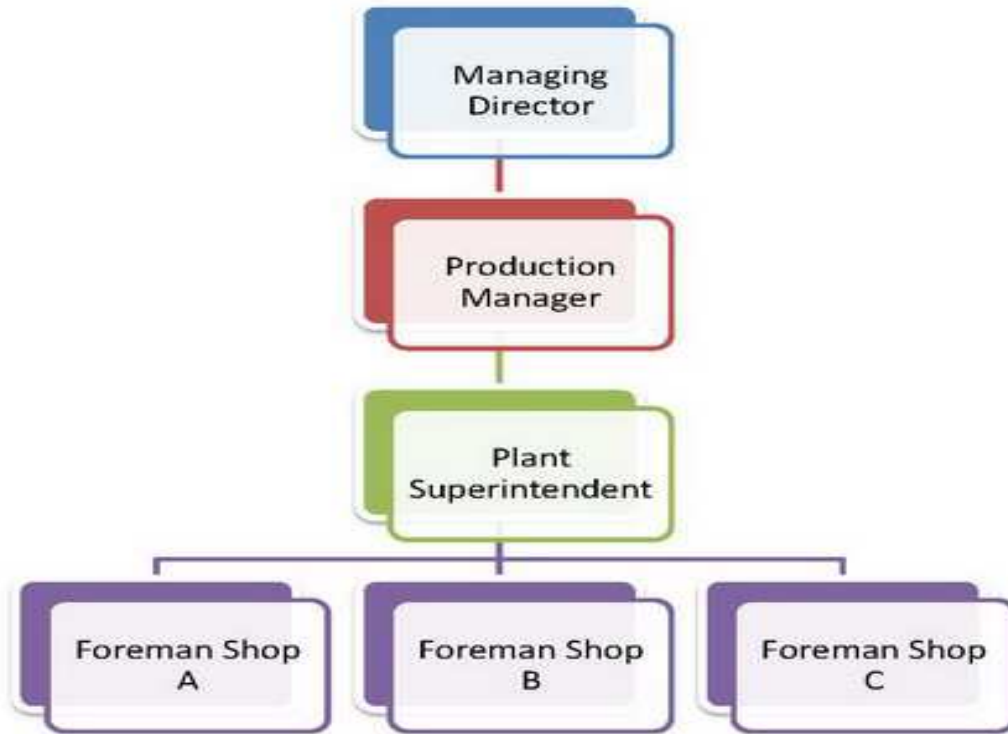 Managing
Director
Production
Manager
Plant
Superintendent
Foreman Shop
A
Foreman Shop
B
Foreman Shop
C